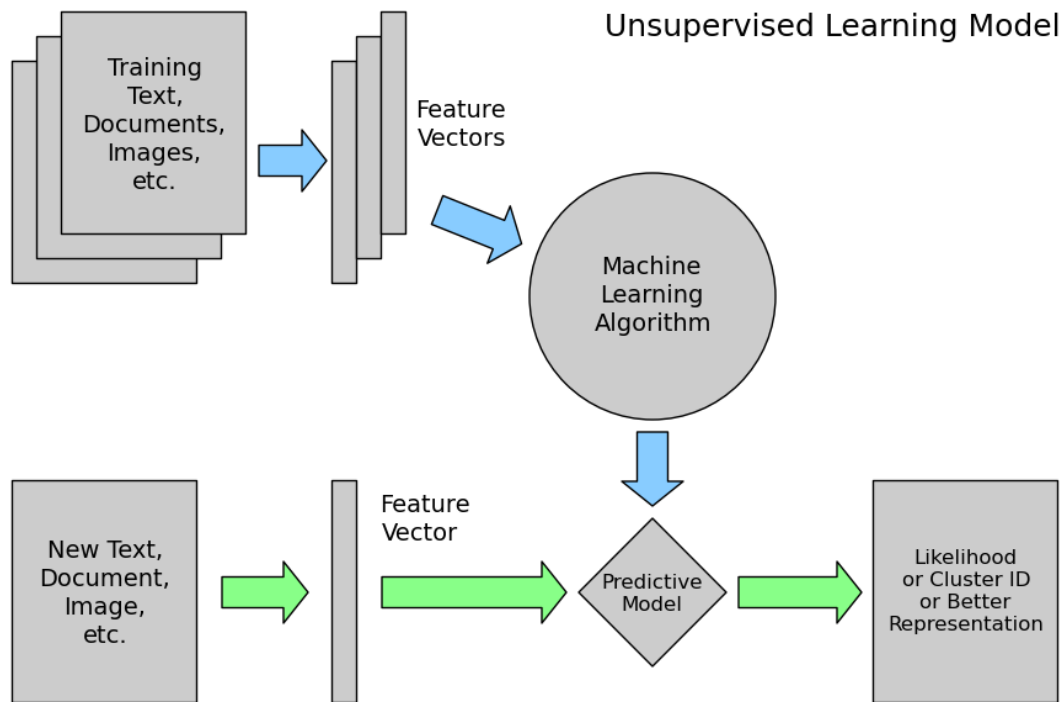 Unsupervised Learning Model
Training
Text,
Documents,
Images,
etc.
Feature
Vectors
Machine
Learning
Algorithm
New Text,
Document,
Image,
etc.
Feature
Vector
Predictive
Model
Likelihood
or Cluster ID
or Better
Representation